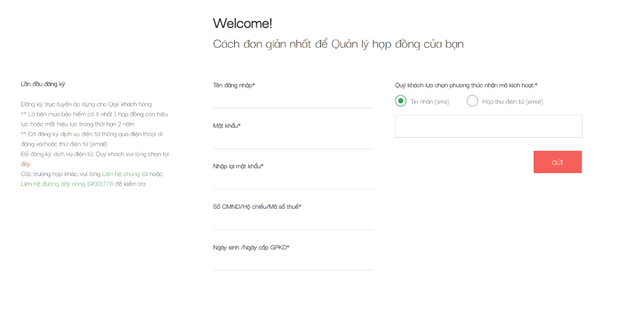 Welcome!
Cách đơn giản nhất để Quản lý hợp đồng của bạn
Lần đầu đăng ký
Đăng ký trực tuyến áp dụng cho Quý khách hàng
** Là bên mua bảo hiểm có ít nhất 1 hợp đồng còn hiệu
lực hoặc mất hiệu lực trong thời hạn 2 năm
** Đã đăng ký dịch vụ điện tử thông qua điện thoại di
động và/hoặc thư điện tử (email)
Để đăng ký dịch vụ điện tử, Quý khách vui lòng chọn tại
đây.
Các trường hợp khác, vui lòng Liên hệ chúng tôi hoặc
Liên hệ đường dây nóng 19001776 để kiểm tra
Tên đăng nhập*
Mật khẩu*
Nhập lại mật khẩu*
Số CMND/Hộ chiếu/Mã số thuế*
Ngày sinh /Ngày cấp GPKD*
Quý khách lựa chọn phương thức nhận mã kích hoạt:*
Tin nhắn (sms) Hộp thư điện tử (email)
GỬI